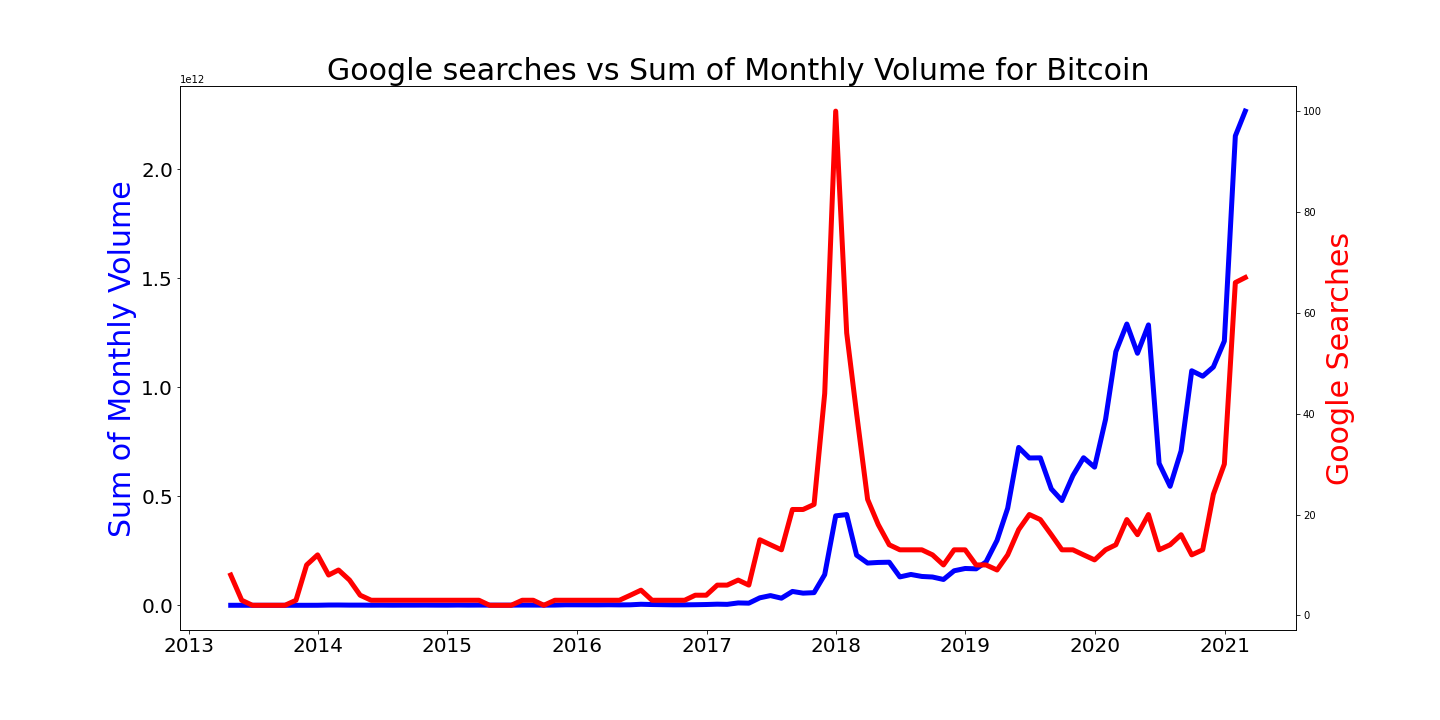 Google searches vs Sum of Monthly Volume for Bitcoin
1e12
Sum of Monthly Volume
2.0
1.5
1.0
0.5
0.0
100
80
60
40
20
0
Google Searches
2013 2014 2015 2016 2017 2018 2019 2020 2021